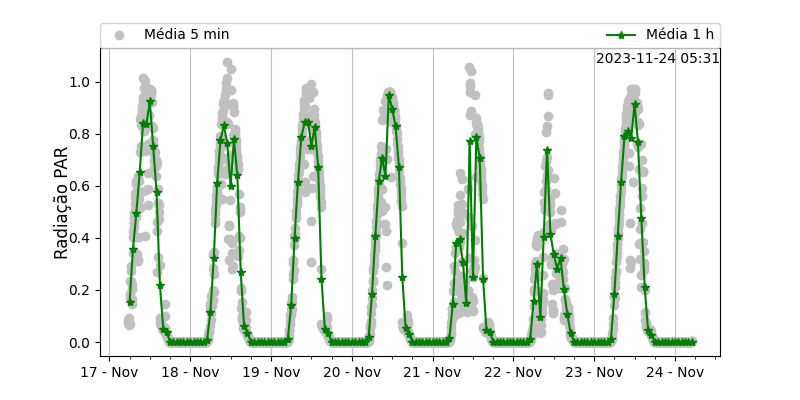 Média 5 min
Média 1 h
2023-11-24 05:31
Radiação PAR
1.0
0.8
0.6
0.4
0.2
0.0
17 - Nov
18 - Nov
19 - Nov
20 - Nov
21 - Nov
22 - Nov
23 - Nov
24 - Nov